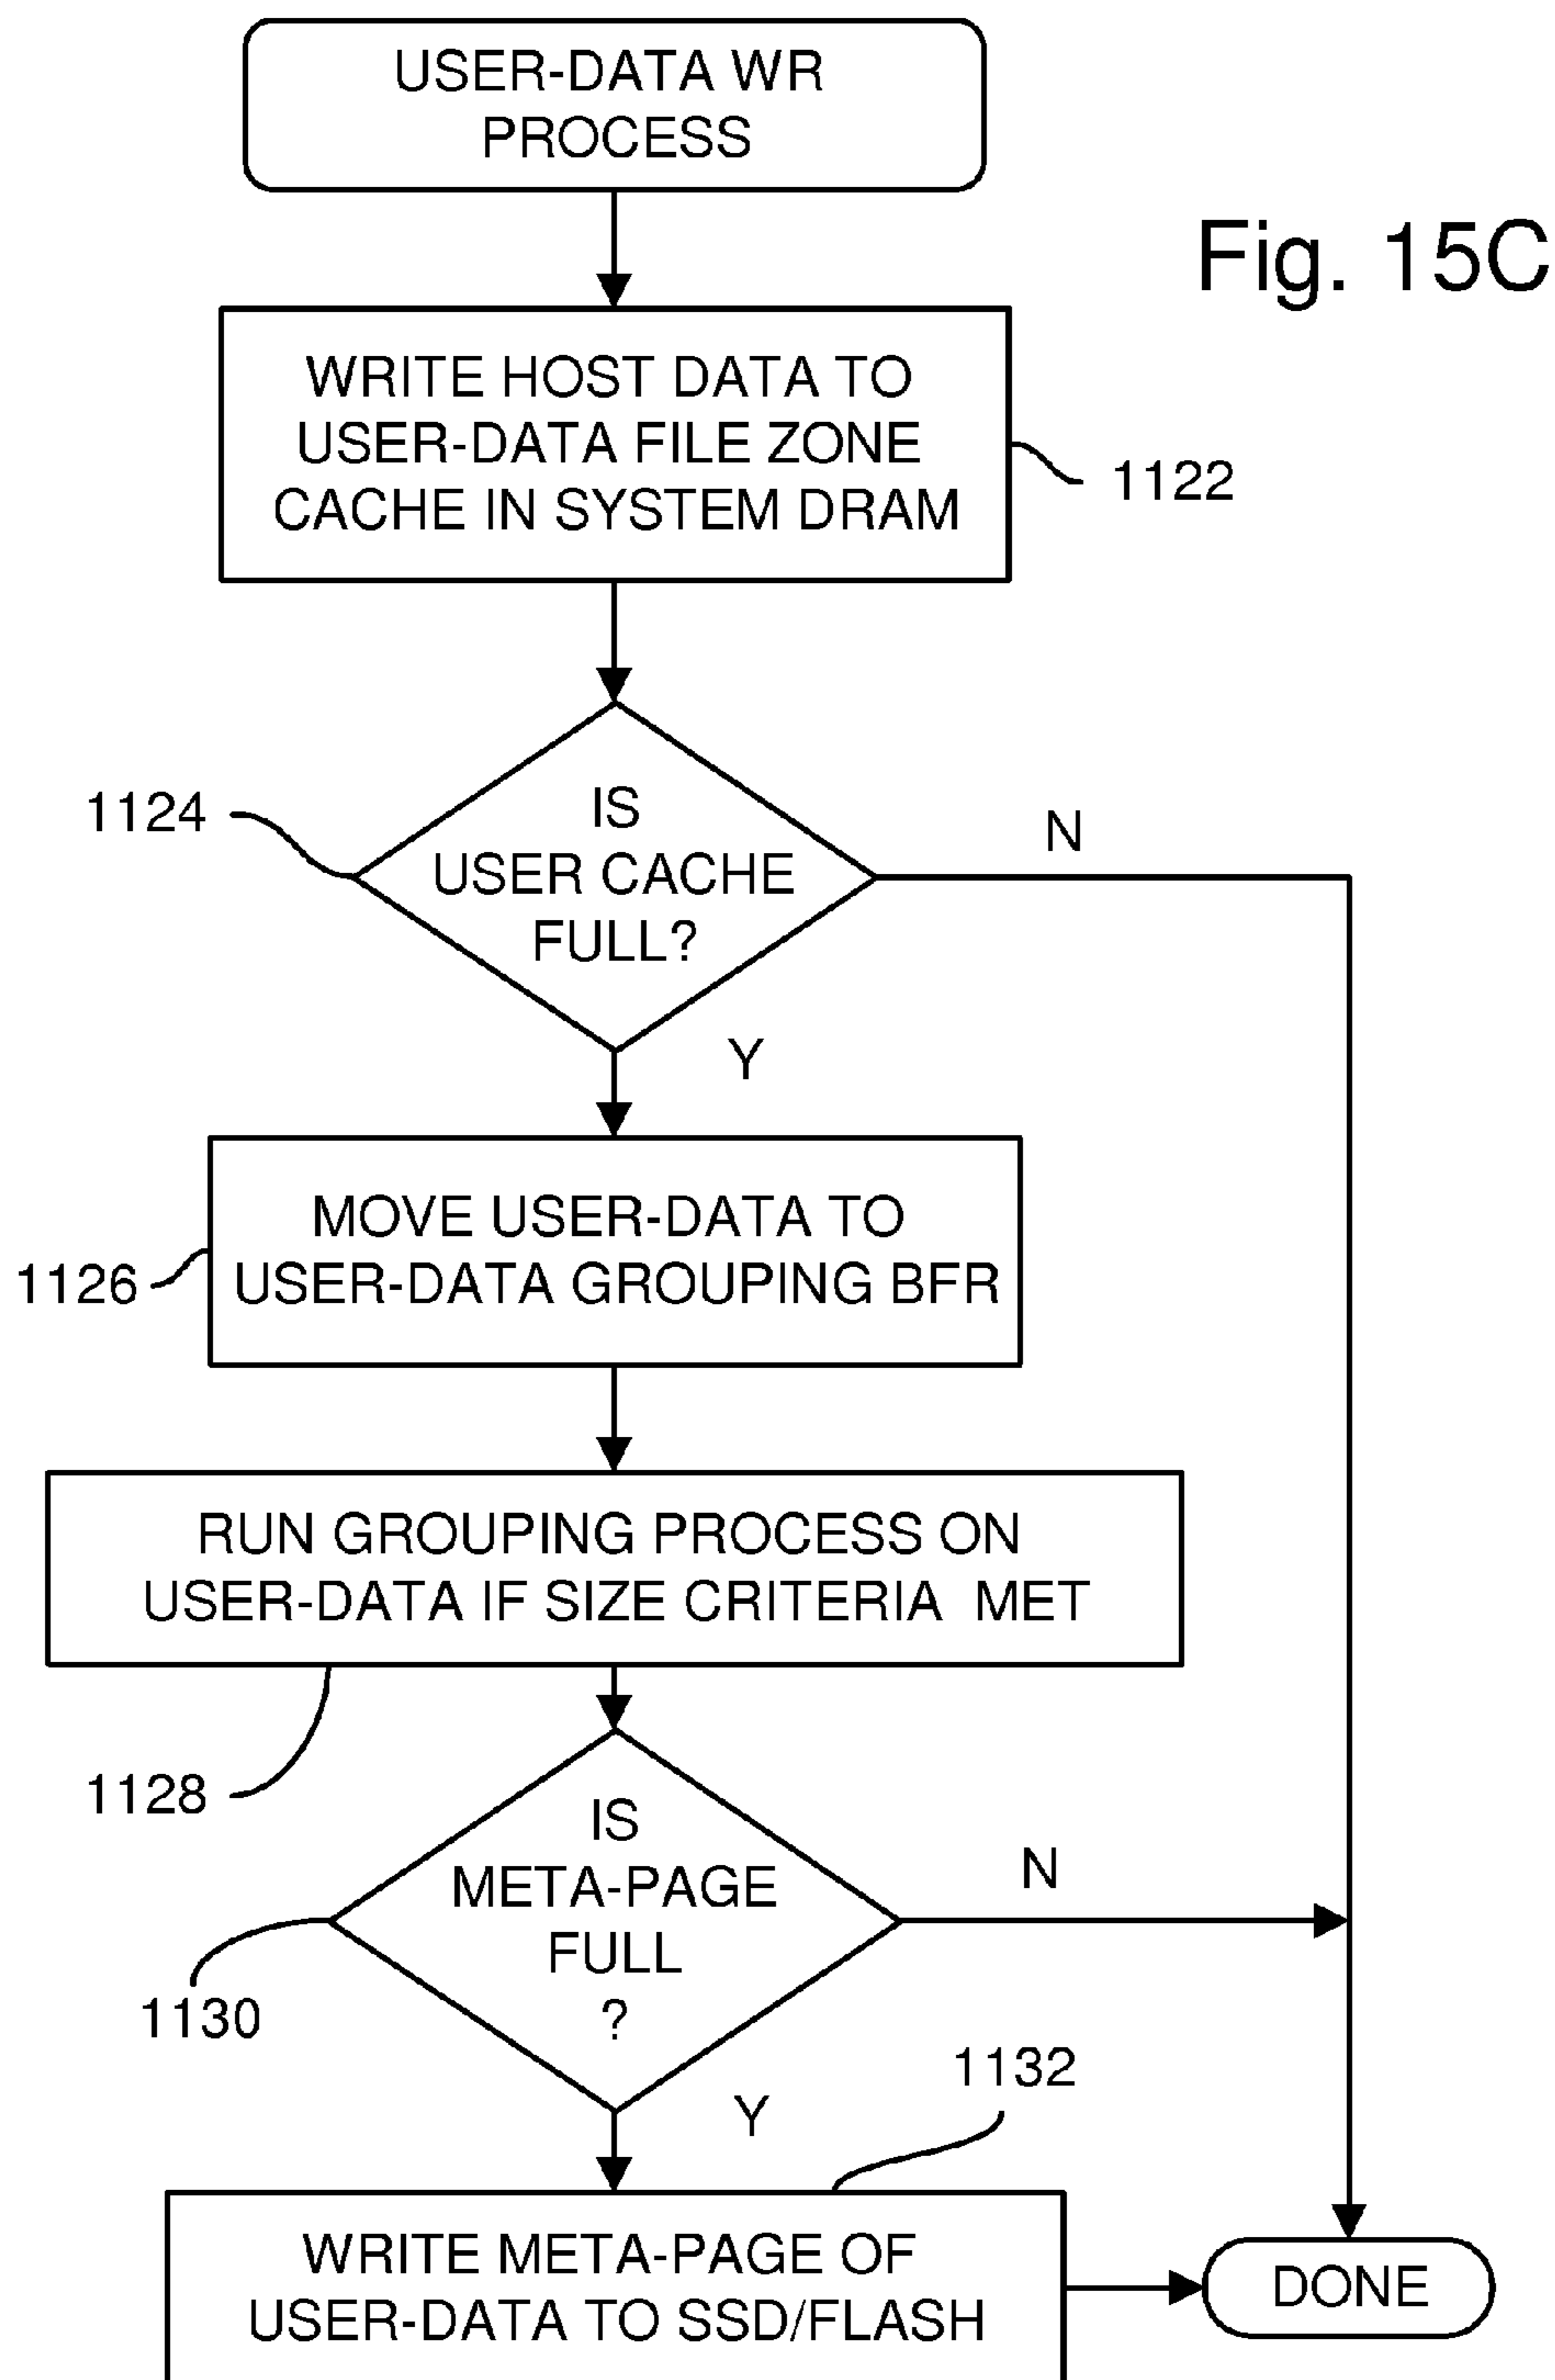 USER-DATA WR
PROCESS
Fig. 15C
WRITE HOST DATA TO
USER-DATA FILE ZONE
CACHE IN SYSTEM DRAM
1122
1124
IS
USER CACHE
FULL?
N
Y
MOVE USER-DATA TO
USER-DATA GROUPING BFR
1126
RUN GROUPING PROCESS ON
USER-DATA IF SIZE CRITERIA MET
1128
IS
META-PAGE
FULL
?
N
1130
1132
Y
WRITE META-PAGE OF
USER-DATA TO SSD/FLASH
DONE